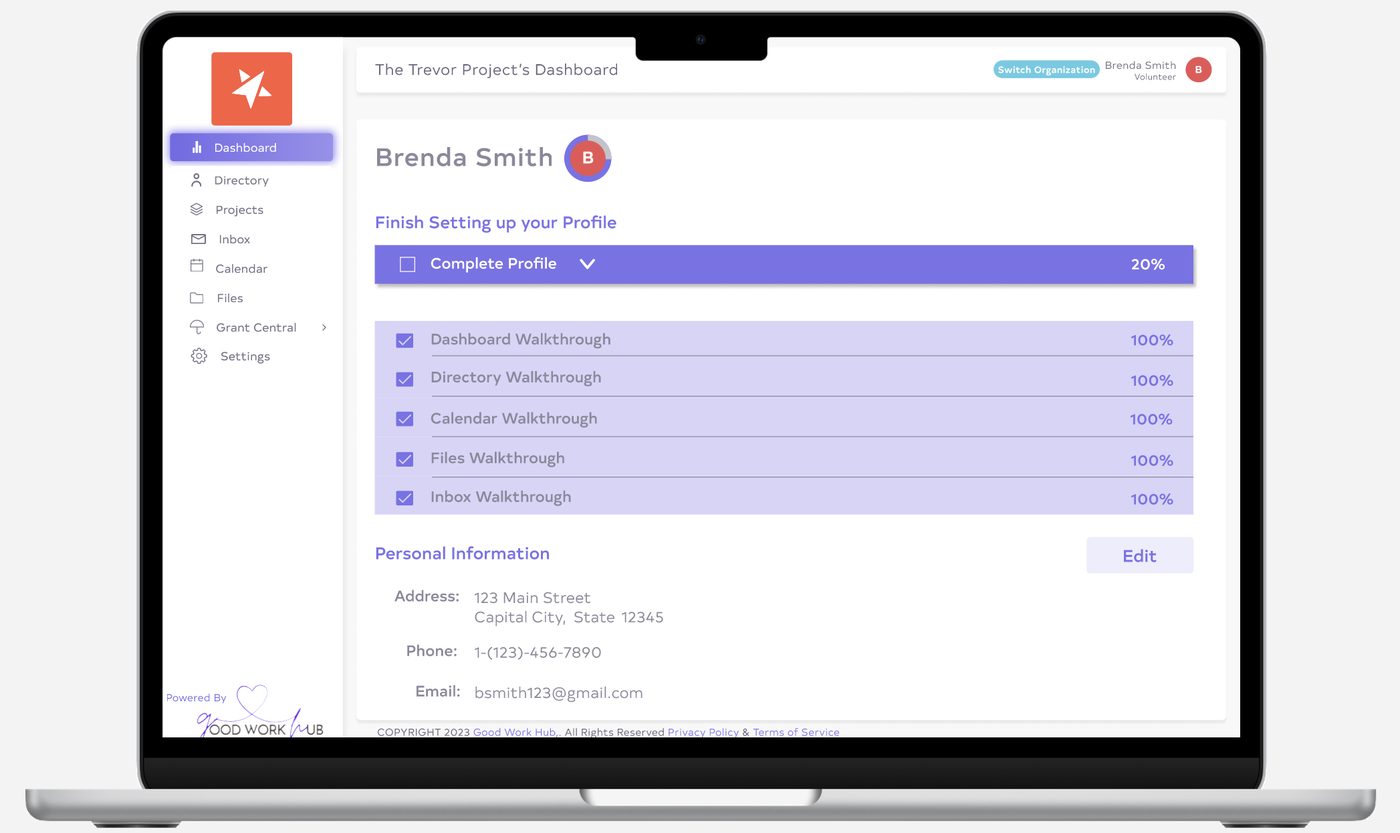 The Trevor Project's Dashboard
Switch Organization
Brenda Smith
Volunteer
B
Dashboard
Directory
Projects
Inbox
Calendar
Files
Grant Central
Settings
Powered By
good work hub
Brenda Smith
B
Finish Setting up your Profile
Complete Profile 20%
Dashboard Walkthrough 100%
Directory Walkthrough 100%
Calendar Walkthrough 100%
Files Walkthrough 100%
Inbox Walkthrough 100%
Personal Information
Edit
Address: 123 Main Street
Capital City, State 12345
Phone: 1-(123)-456-7890
Email: bsmith123@gmail.com
COPYRIGHT 2023 Good Work Hub,. All Rights Reserved Privacy Policy & Terms of Service